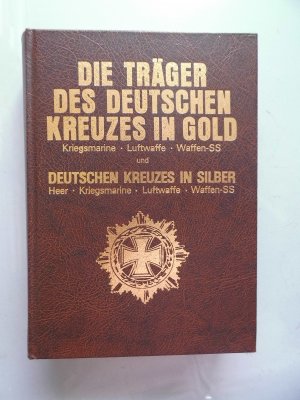 DIE TRÄGER
DES DEUTSCHEN
KREUZES IN GOLD
Kriegsmarine · Luftwaffe · Waffen-SS
und
DEUTSCHEN KREUZES IN SILBER
Heer · Kriegsmarine · Luftwaffe · Waffen-SS